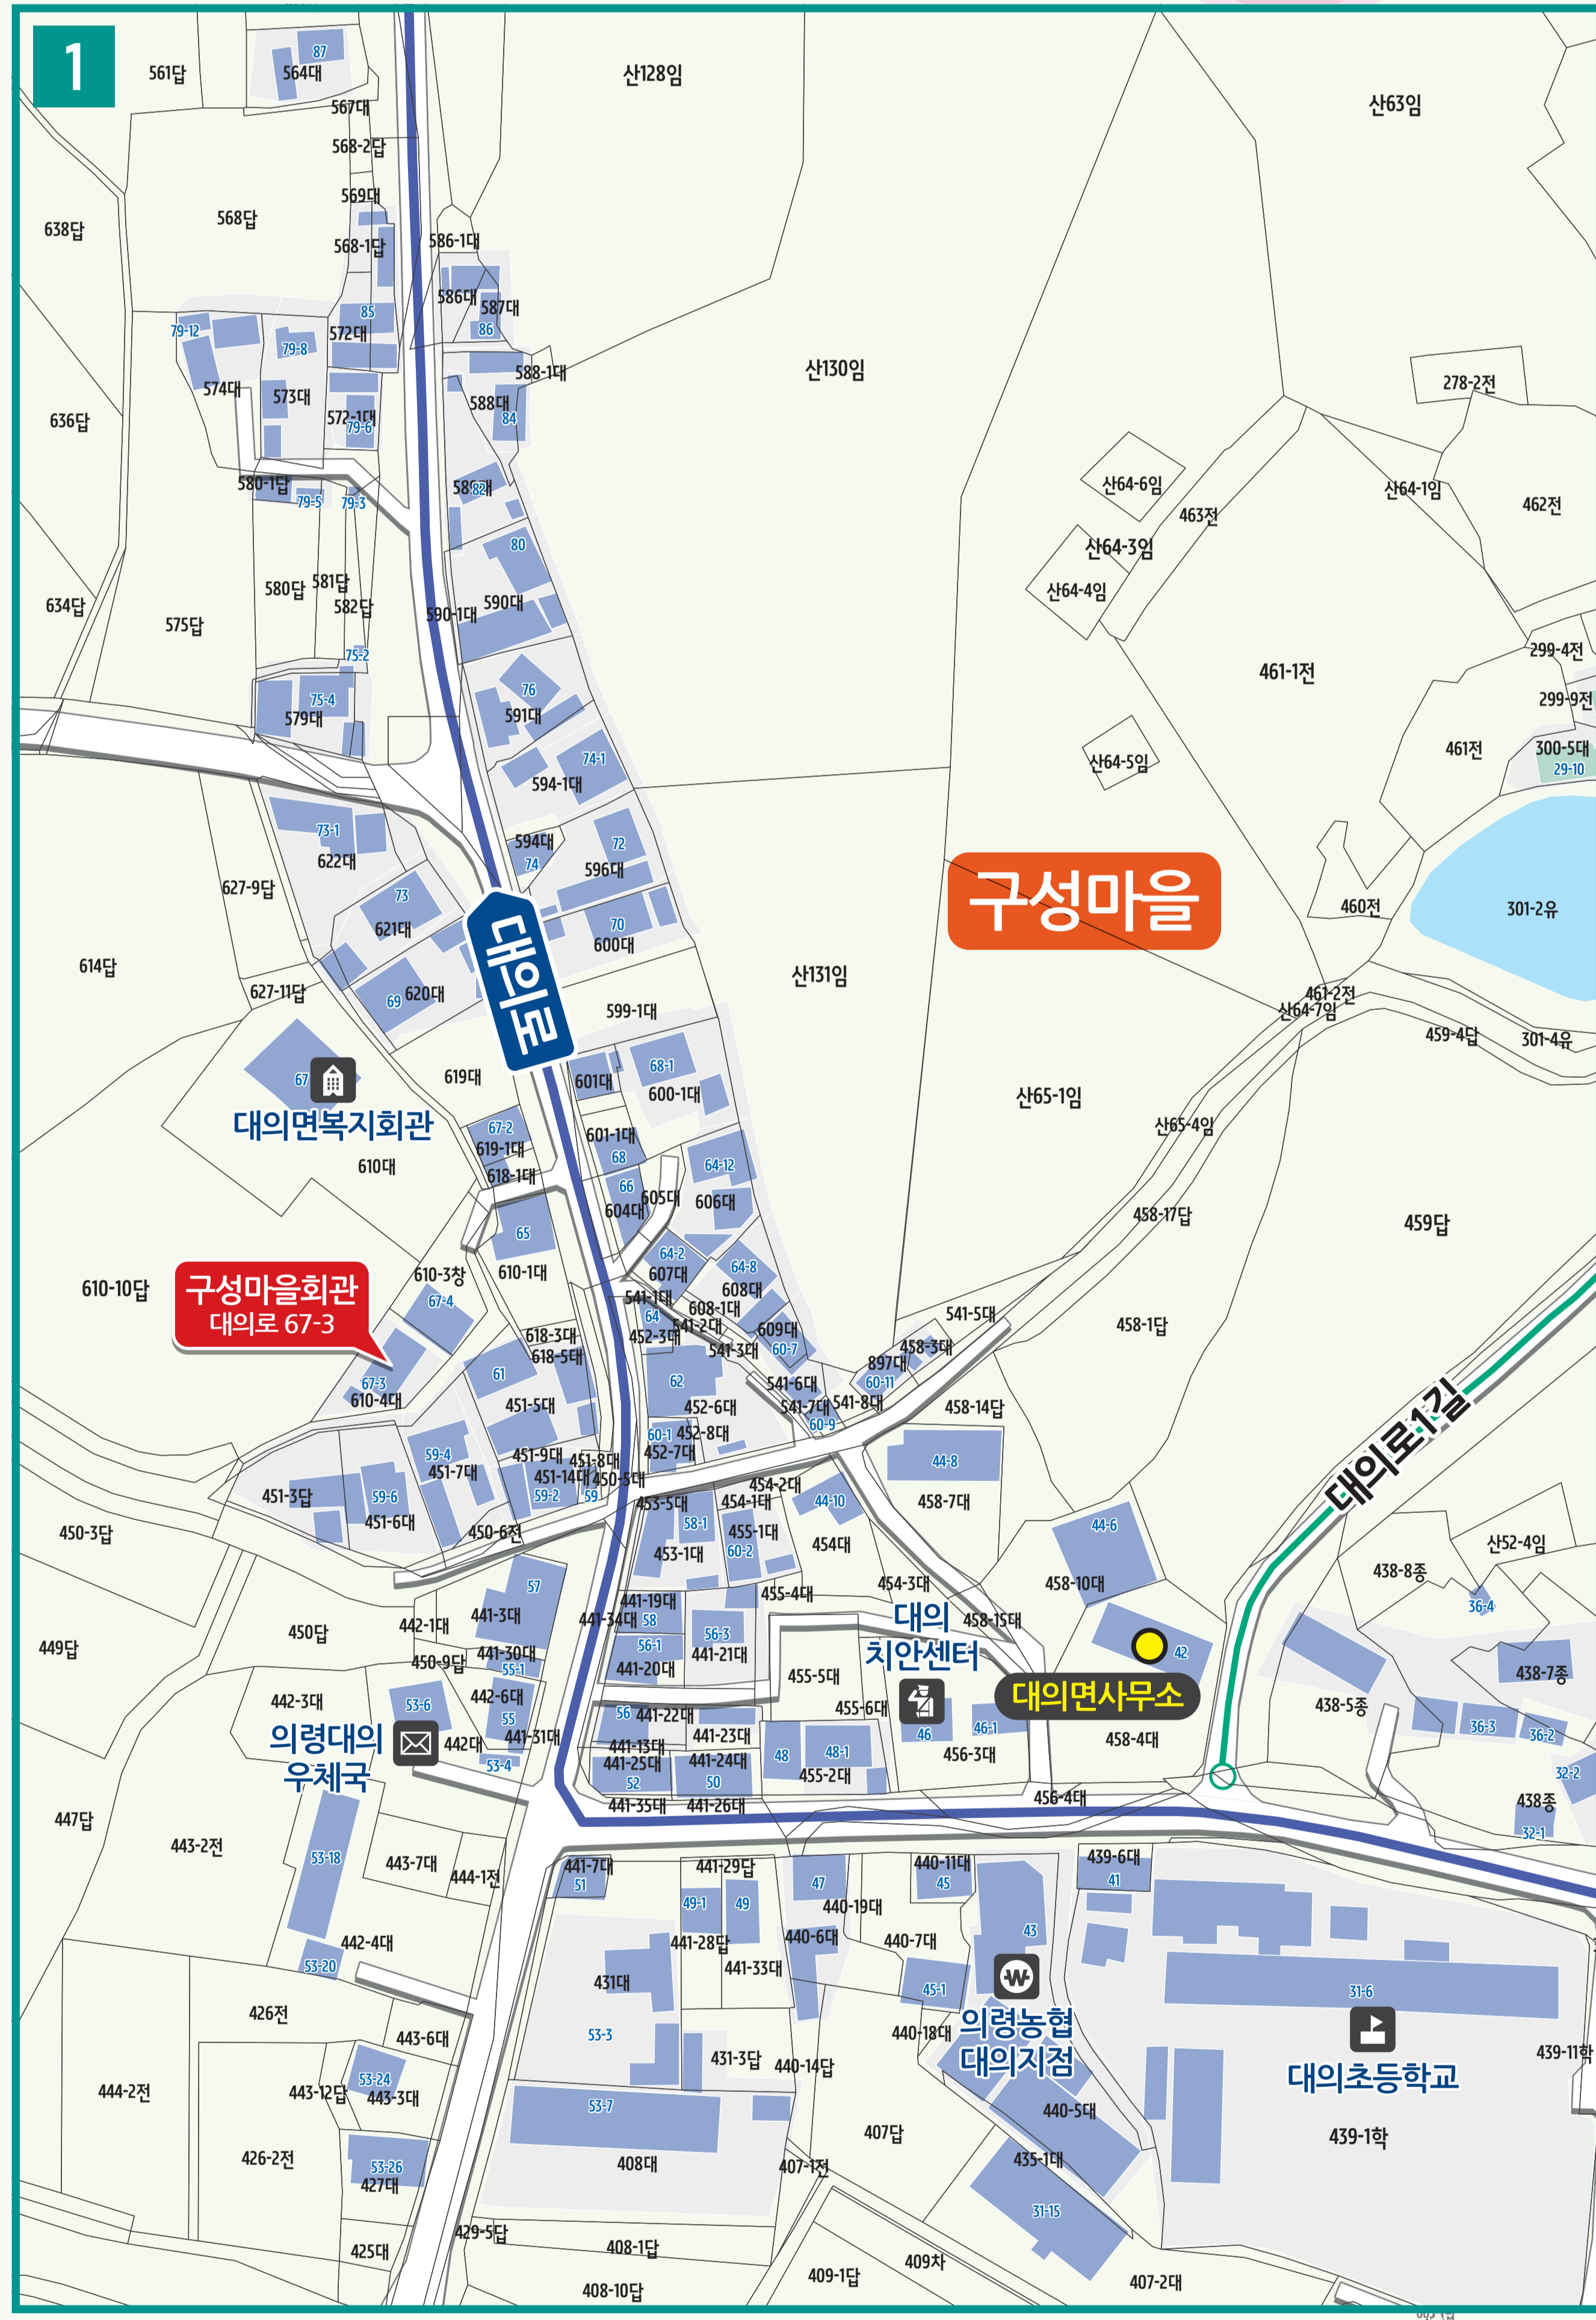 1
561답
87
564대
567대
568-2답
569대
568답
568-1답
638답
산128임
산63임
586-1대
586대
587대
86
85
572대
79-12
79-8
574대
573대
572-1대
79-6
588-1대
588대
84
산130임
278-2전
636답
580-1답
79-5
79-3
82
산64-6임
463전
산64-1임
462전
80
산64-3임
산64-4임
634답
575답
580답
581답
582답
590-1대
590대
75-2
75-4
579대
76
591대
461-1전
299-4전
299-9전
461전
300-5대
29-10
74-1
594-1대
산64-5임
73-1
622대
594대
74
72
596대
627-9답
73
621대
70
600대
구성마을
460전
301-2유
614답
627-11답
69
620대
대의로
599-1대
산131임
461-2전
산64-7임
459-4답
301-4유
67
대의면복지회관
610대
619대
601대
68-1
600-1대
산65-1임
산65-4임
67-2
619-1대
618-1대
601-1대
68
66
604대
605대
64-12
606대
458-17답
459답
65
610-1대
610-10답
구성마을회관
대의로 67-3
610-3창
67-4
64-2
607대
64-8
608대
541-1대
608-1대
64
541-2대
452-3대
541-3대
609대
60-7
541-5대
458-3대
897대
60-11
458-1답
618-3대
618-5대
67-3
610-4대
61
451-5대
62
452-6대
541-6대
541-7대
541-8대
60-9
458-14답
대의로1길
60-1
452-8대
452-7대
59-4
451-7대
451-9대
451-8대
451-14대
450-5대
59-2
59
451-3답
59-6
451-6대
450-6전
450-3답
44-8
458-7대
454-2대
454-1대
44-10
454대
453-5대
58-1
453-1대
455-1대
60-2
44-6
458-10대
438-8종
산52-4임
36-4
57
441-3대
442-1대
441-30대
450-9답
55-1
450답
449답
441-19대
441-34대
58
56-1
441-20대
56-3
441-21대
455-4대
454-3대
458-15대
대의
치안센터
42
대의면사무소
455-5대
455-6대
46
46-1
456-3대
458-4대
438-5종
438-7종
36-3
36-2
32-2
438종
32-1
442-3대
53-6
442-6대
55
441-31대
의령대의
우체국
442대
53-4
56
441-22대
441-13대
441-23대
441-25대
52
441-24대
50
48
48-1
455-2대
441-35대
441-26대
456-4대
447답
443-2전
53-18
443-7대
444-1전
442-4대
53-20
441-7대
51
441-29답
49-1
49
441-28답
441-33대
47
440-19대
440-6대
440-11대
45
440-7대
45-1
440-18대
439-6대
41
43
의령농협
대의지점
31-6
대의초등학교
439-1학
439-11학
431대
53-3
431-3답
440-14답
53-7
408대
407답
407-1전
440-5대
435-1대
31-15
426전
443-6대
444-2전
443-12답
53-24
443-3대
426-2전
53-26
427대
425대
429-5답
408-1답
408-10답
409-1답
409차
407-2대